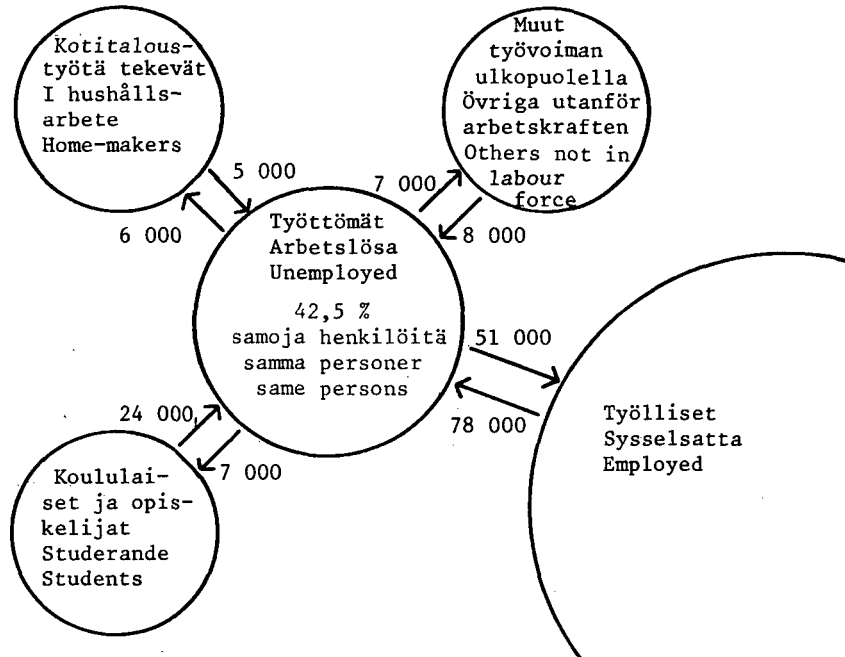 Kotitalous-
työtä tekevät
I hushålls-
arbete
Home-makers
Muut
työvoiman
ulkopuolella
Övriga utanför
arbetskraften
Others not in
labour
force
5 000
6 000
7 000
8 000
Työttömät
Arbetslösa
Unemployed
42,5 %
samoja henkilöitä
samma personer
same persons
51 000
78 000
24 000
7 000
Työlliset
Sysselsatta
Employed
Koululai-
set ja opis-
kelijat
Studerande
Students